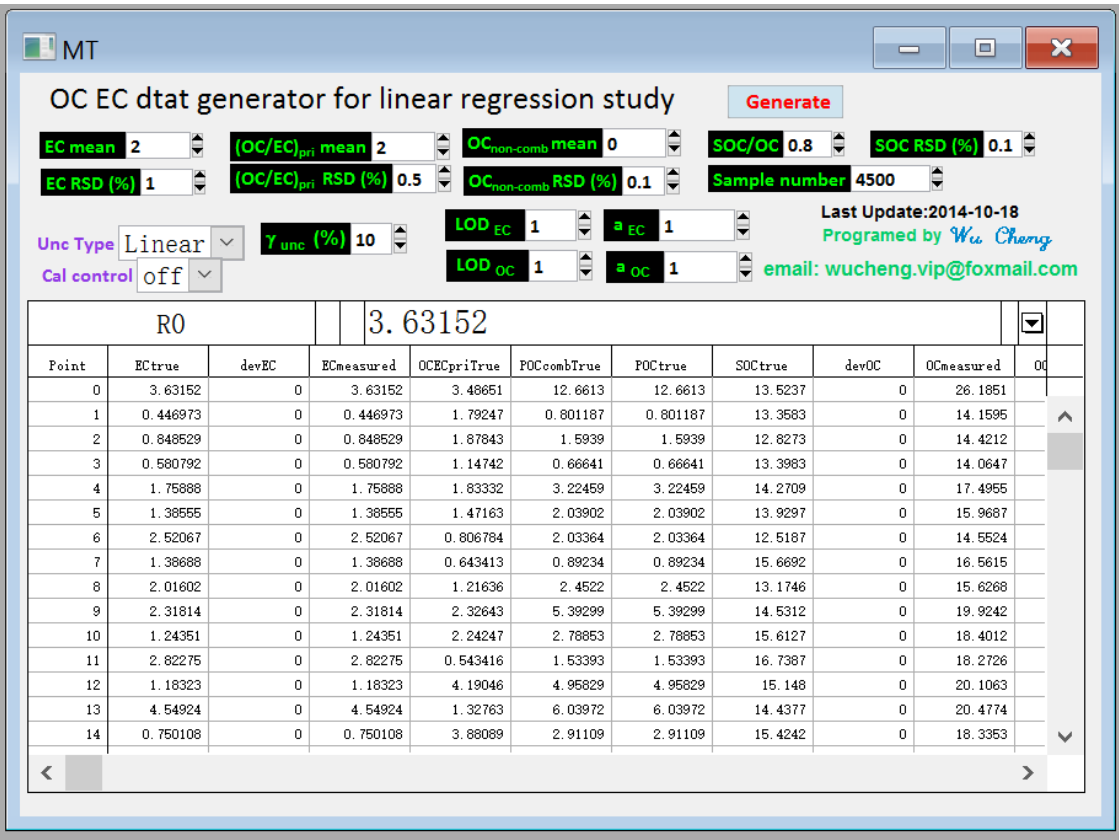 MT
OC EC dtat generator for linear regression study Generate
EC mean 2 (OC/EC)pri mean 2 OCnon-comb mean 0 SOC/OC 0.8 SOC RSD (%) 0.1
EC RSD (%) 1 (OC/EC)pri RSD (%) 0.5 OCnon-comb RSD (%) 0.1 Sample number 4500
Last Update:2014-10-18
Unc Type Linear γ unc (%) 10 LOD EC 1 a EC 1 Programed by Wu Cheng
Cal control off LOD OC 1 a OC 1 email: wucheng.vip@foxmail.com
R0 3.63152
Point ECtrue devEC ECmeasured OCECpriTrue POCcombTrue POCtrue SOCtrue devOC OCmeasured OC
0 3.63152 0 3.63152 3.48651 12.6613 12.6613 13.5237 0 26.1851
1 0.446973 0 0.446973 1.79247 0.801187 0.801187 13.3583 0 14.1595
2 0.848529 0 0.848529 1.87843 1.5939 1.5939 12.8273 0 14.4212
3 0.580792 0 0.580792 1.14742 0.66641 0.66641 13.3983 0 14.0647
4 1.75888 0 1.75888 1.83332 3.22459 3.22459 14.2709 0 17.4955
5 1.38555 0 1.38555 1.47163 2.03902 2.03902 13.9297 0 15.9687
6 2.52067 0 2.52067 0.806784 2.03364 2.03364 12.5187 0 14.5524
7 1.38688 0 1.38688 0.643413 0.89234 0.89234 15.6692 0 16.5615
8 2.01602 0 2.01602 1.21636 2.4522 2.4522 13.1746 0 15.6268
9 2.31814 0 2.31814 2.32643 5.39299 5.39299 14.5312 0 19.9242
10 1.24351 0 1.24351 2.24247 2.78853 2.78853 15.6127 0 18.4012
11 2.82275 0 2.82275 0.543416 1.53393 1.53393 16.7387 0 18.2726
12 1.18323 0 1.18323 4.19046 4.95829 4.95829 15.148 0 20.1063
13 4.54924 0 4.54924 1.32763 6.03972 6.03972 14.4377 0 20.4774
14 0.750108 0 0.750108 3.88089 2.91109 2.91109 15.4242 0 18.3353